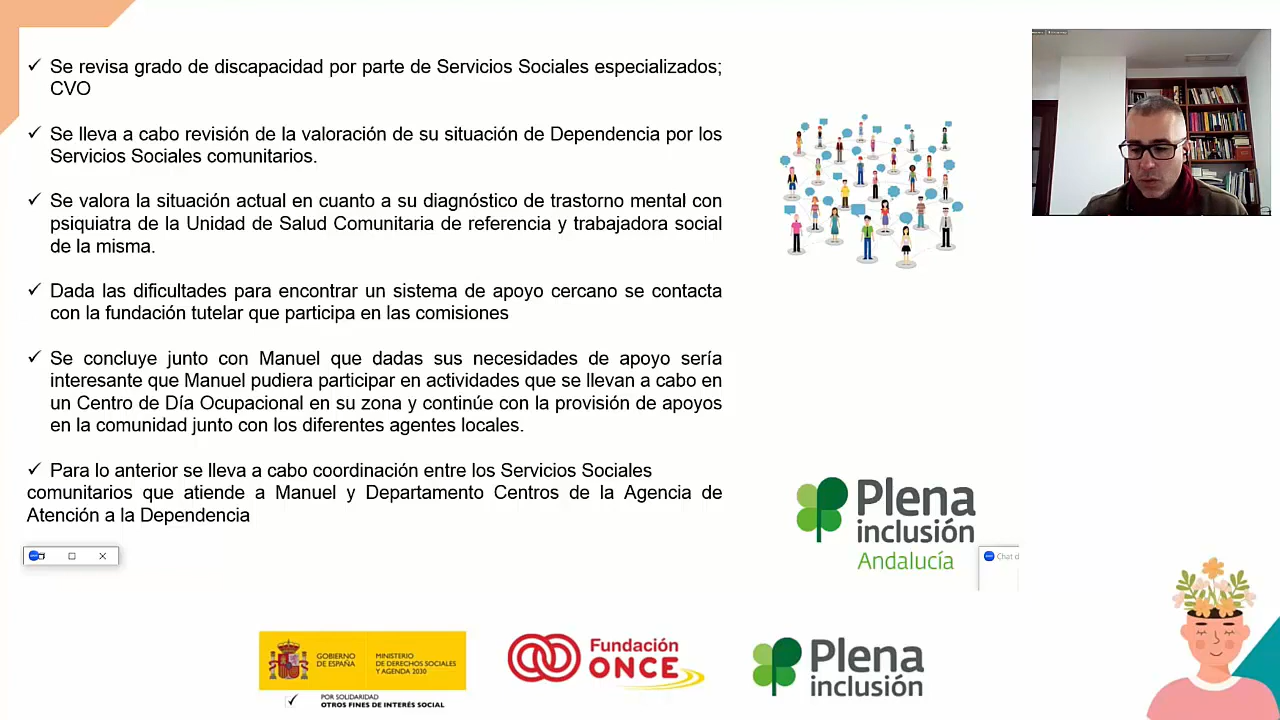 ✓ Se revisa grado de discapacidad por parte de Servicios Sociales especializados;
CVO
✓ Se lleva a cabo revisión de la valoración de su situación de Dependencia por los
Servicios Sociales comunitarios.
✓ Se valora la situación actual en cuanto a su diagnóstico de trastorno mental con
psiquiatra de la Unidad de Salud Comunitaria de referencia y trabajadora social
de la misma.
✓ Dada las dificultades para encontrar un sistema de apoyo cercano se contacta
con la fundación tutelar que participa en las comisiones
✓ Se concluye junto con Manuel que dadas sus necesidades de apoyo sería
interesante que Manuel pudiera participar en actividades que se llevan a cabo en
un Centro de Día Ocupacional en su zona y continúe con la provisión de apoyos
en la comunidad junto con los diferentes agentes locales.
✓ Para lo anterior se lleva a cabo coordinación entre los Servicios Sociales
comunitarios que atiende a Manuel y Departamento Centros de la Agencia de
Atención a la Dependencia
Plena
inclusión
Andalucía
Chat d
GOBIERNO
DE ESPAÑA
MINISTERIO
DE DERECHOS SOCIALES
Y AGENDA 2030
POR SOLIDARIDAD
OTROS FINES DE INTERÉS SOCIAL
Fundación
ONCE
Plena
inclusión